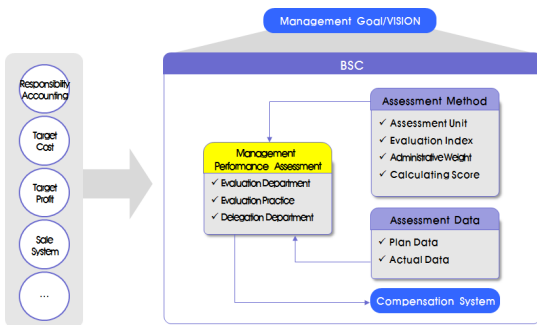 Management Goal/VISION
BSC
Responsibility
Accounting
Target
Cost
Target
Profit
Sale
System
...
Management
Performance Assessment
✓ Evaluation Department
✓ Evaluation Practice
✓ Delegation Department
Assessment Method
✓ Assessment Unit
✓ Evaluation Index
✓ Administrative Weight
✓ Calculating Score
Assessment Data
✓ Plan Data
✓ Actual Data
Compensation System